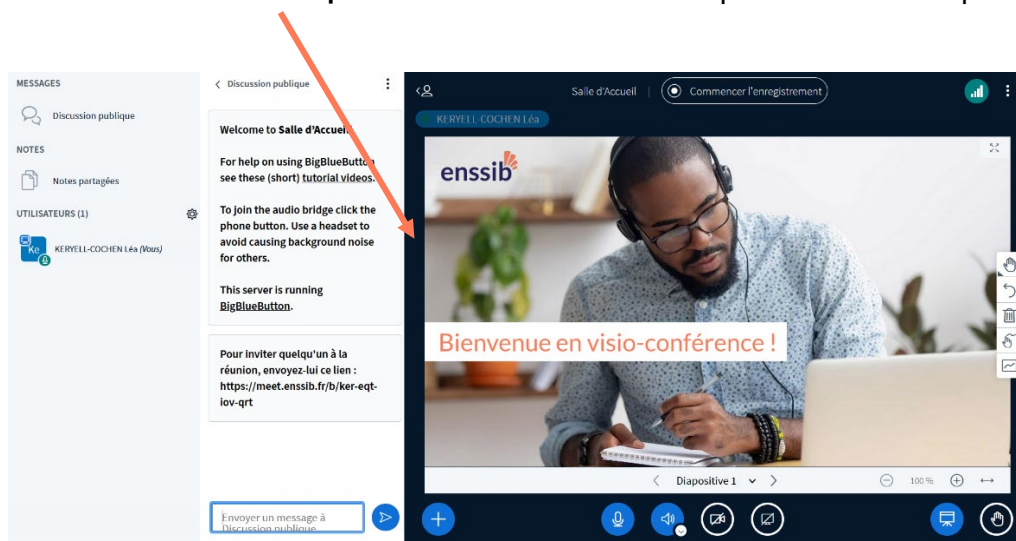 MESSAGES
Discussion publique
NOTES
Notes partagées
UTILISATEURS (1)
Ke
KERYELL-COCHEN Léa (Vous)
Discussion publique
Welcome to Salle d'Accueil
For help on using BigBlueButton
see these (short) tutorial videos.
To join the audio bridge click the
phone button. Use a headset to
avoid causing background noise
for others.
This server is running
BigBlueButton.
Pour inviter quelqu'un à la
réunion, envoyez-lui ce lien :
https://meet.enssib.fr/b/ker-eqt-
iov-qrt
Envoyer un message à
Discussion publique
Salle d'Accueil | Commencer l'enregistrement
KERYELL-COCHEN Léa
enssib
Bienvenue en visio-conférence !
Diapositive 1
100 %